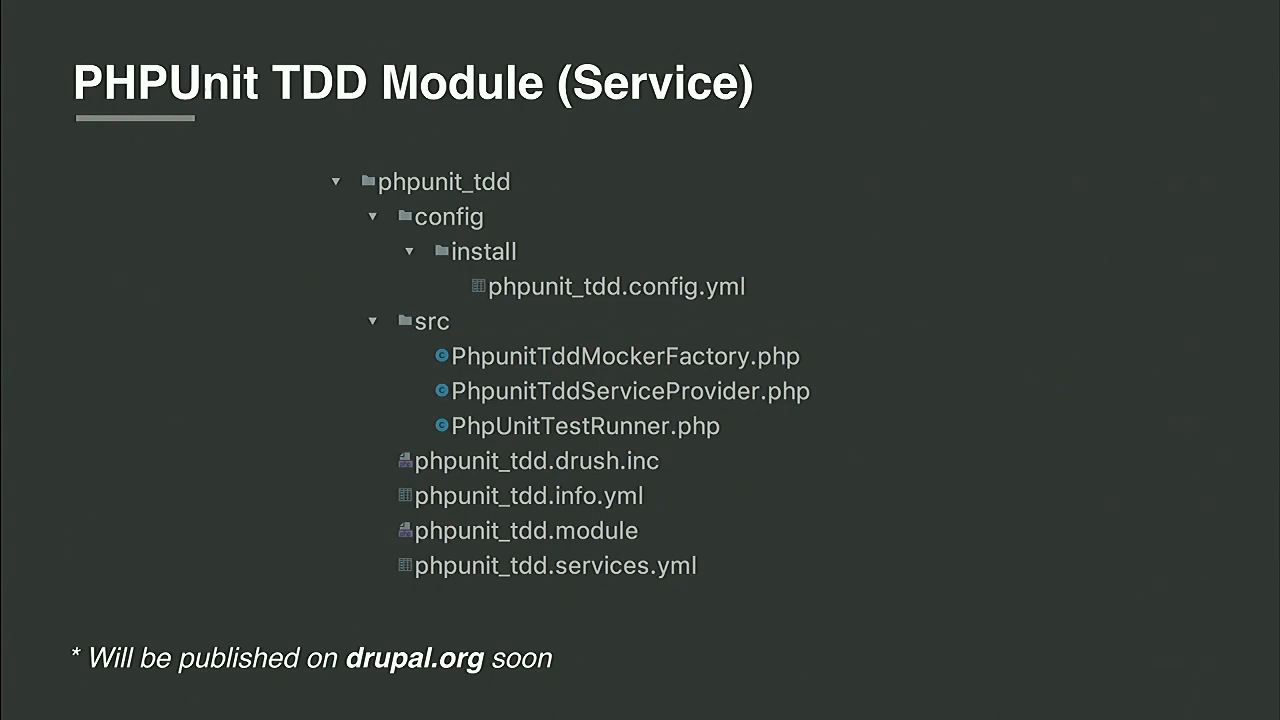 PHPUnit TDD Module (Service)
phpunit_tdd
config
install
phpunit_tdd.config.yml
src
PhpunitTddMockerFactory.php
PhpunitTddServiceProvider.php
PhpUnitTestRunner.php
phpunit_tdd.drush.inc
phpunit_tdd.info.yml
phpunit_tdd.module
phpunit_tdd.services.yml
* Will be published on drupal.org soon